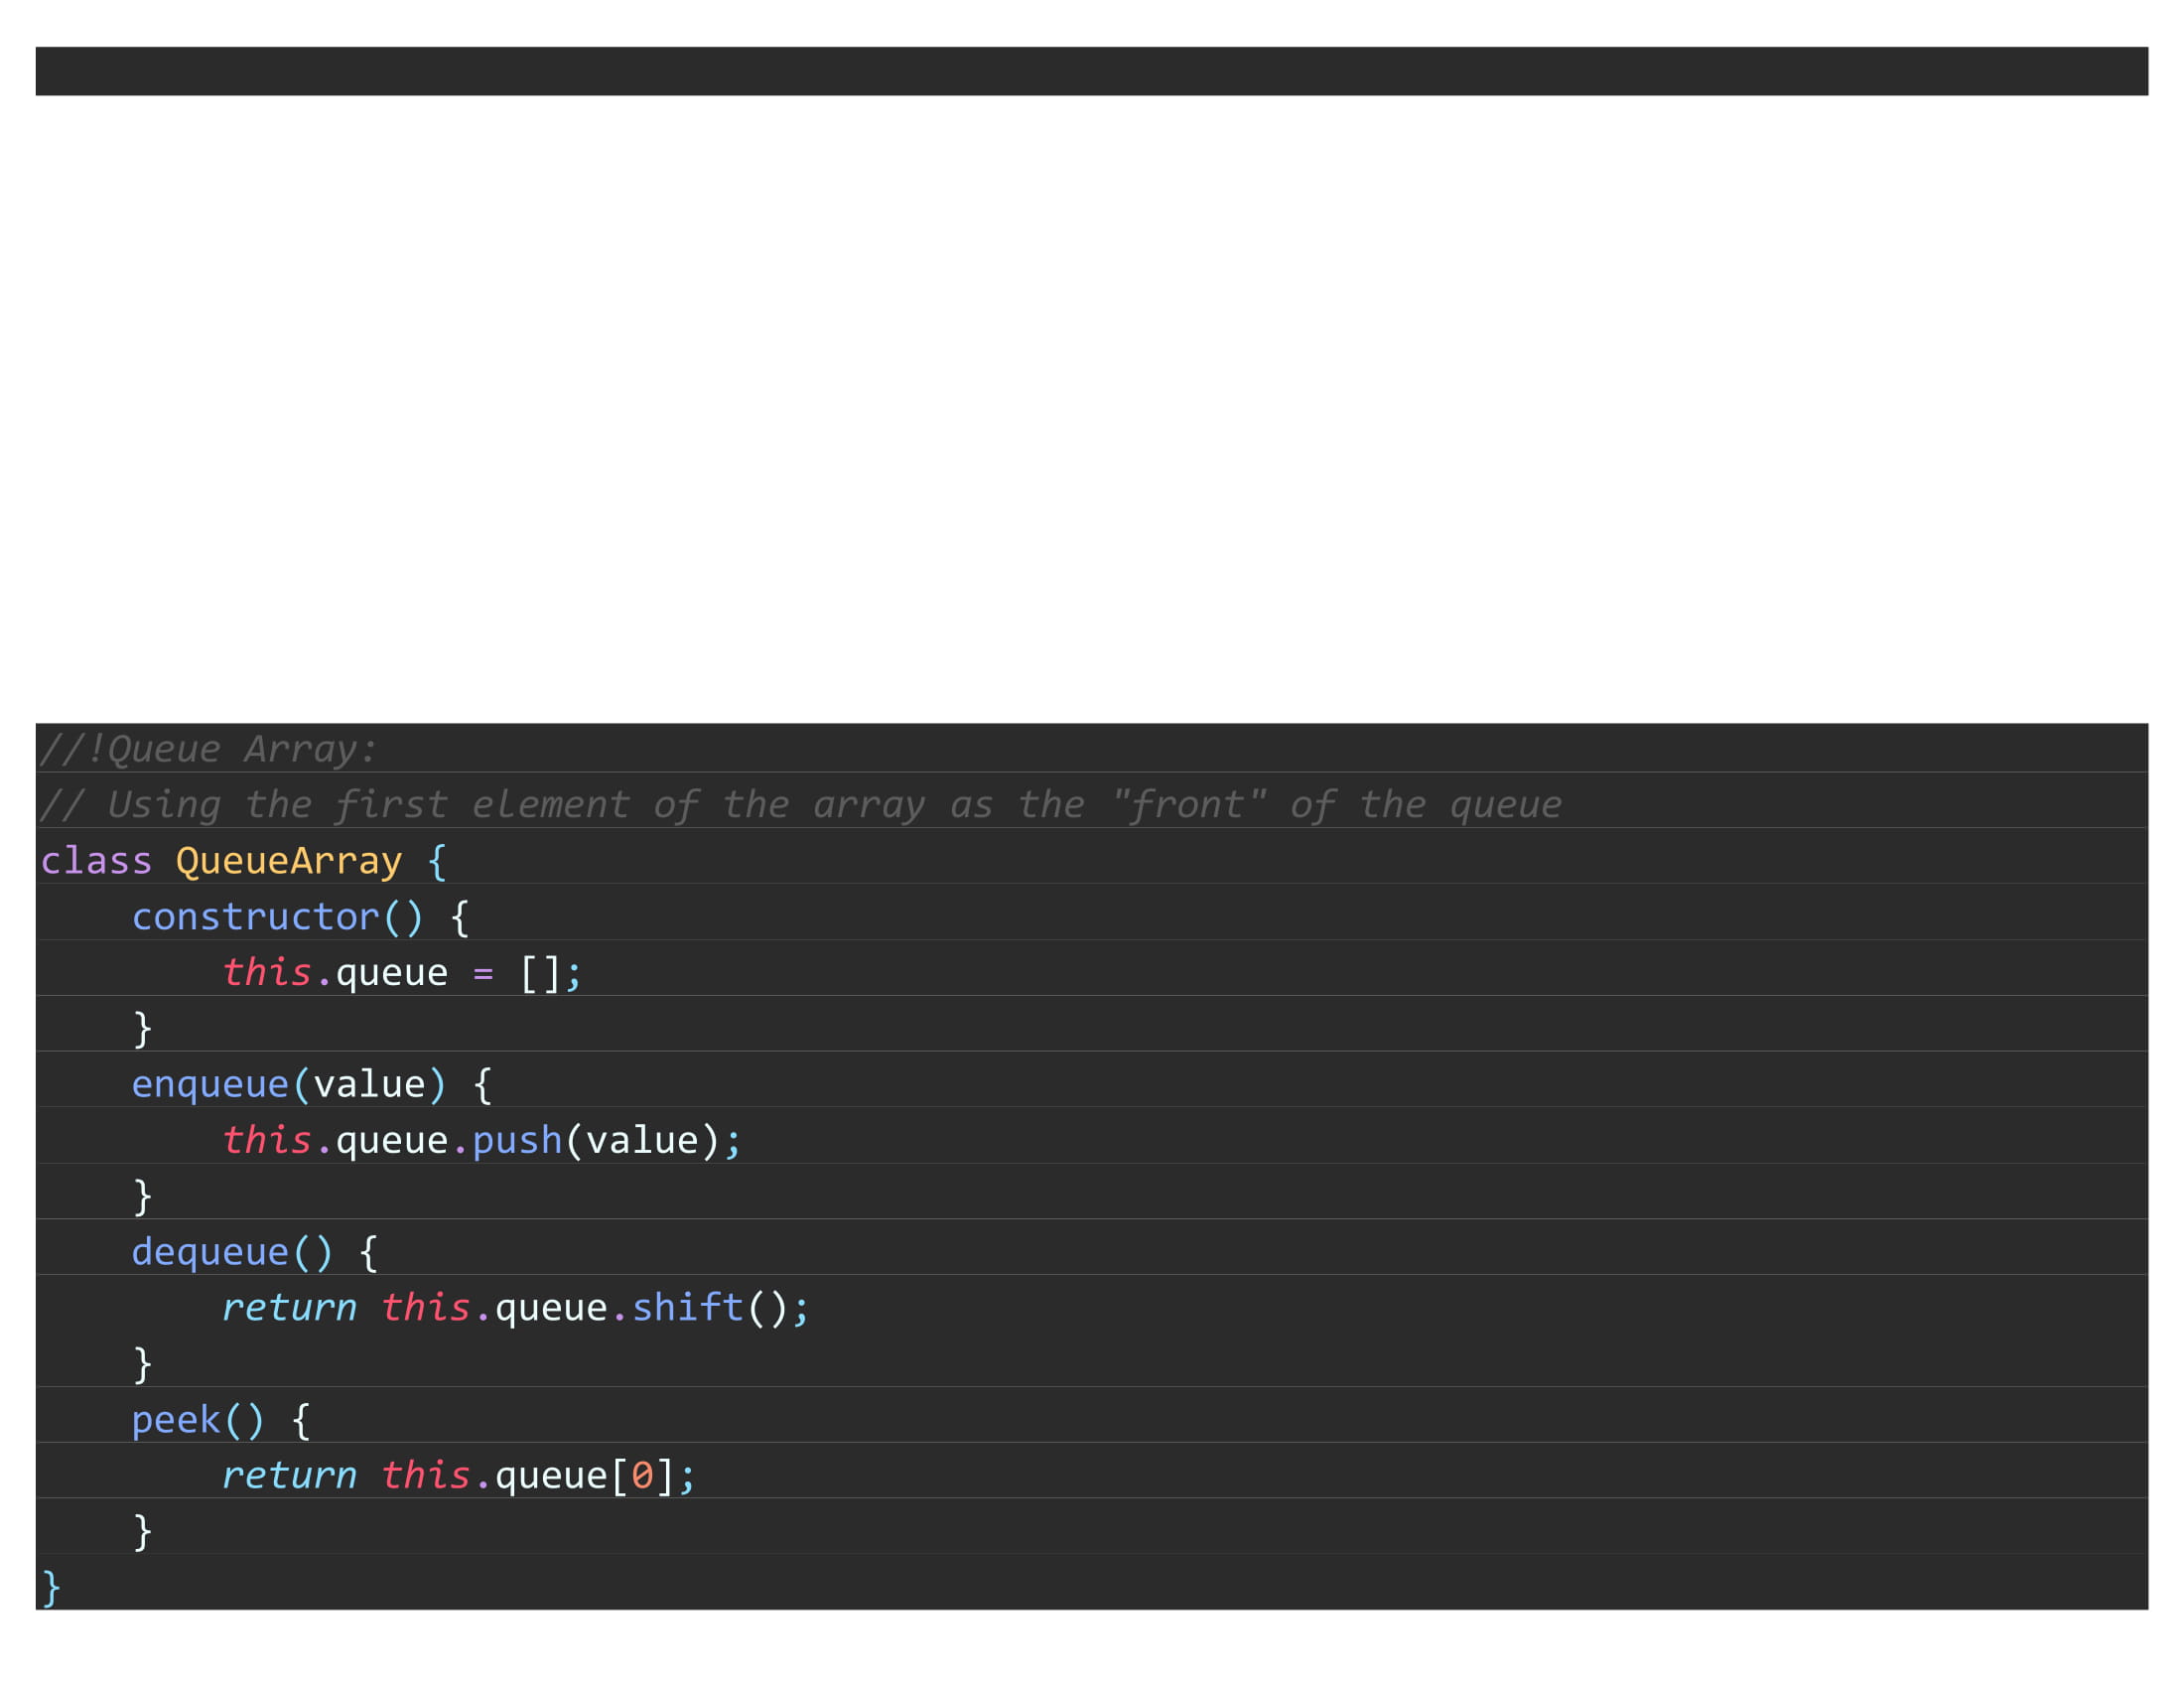 //!Queue Array:
// Using the first element of the array as the "front" of the queue
class QueueArray {
    constructor() {
        this.queue = [];
    }
    enqueue(value) {
        this.queue.push(value);
    }
    dequeue() {
        return this.queue.shift();
    }
    peek() {
        return this.queue[0];
    }
}